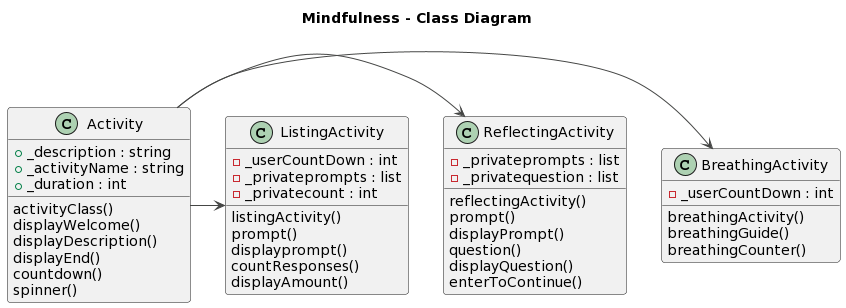 Mindfulness - Class Diagram
C Activity
_description : string
_activityName : string
_duration : int
activityClass()
displayWelcome()
displayDescription()
displayEnd()
countdown()
spinner()
C ListingActivity
_userCountDown : int
_privateprompts : list
_privatecount : int
listingActivity()
prompt()
displayprompt()
countResponses()
displayAmount()
C ReflectingActivity
_privateprompts : list
_privatequestion : list
reflectingActivity()
prompt()
displayPrompt()
question()
displayQuestion()
enterToContinue()
C BreathingActivity
_userCountDown : int
breathingActivity()
breathingGuide()
breathingCounter()